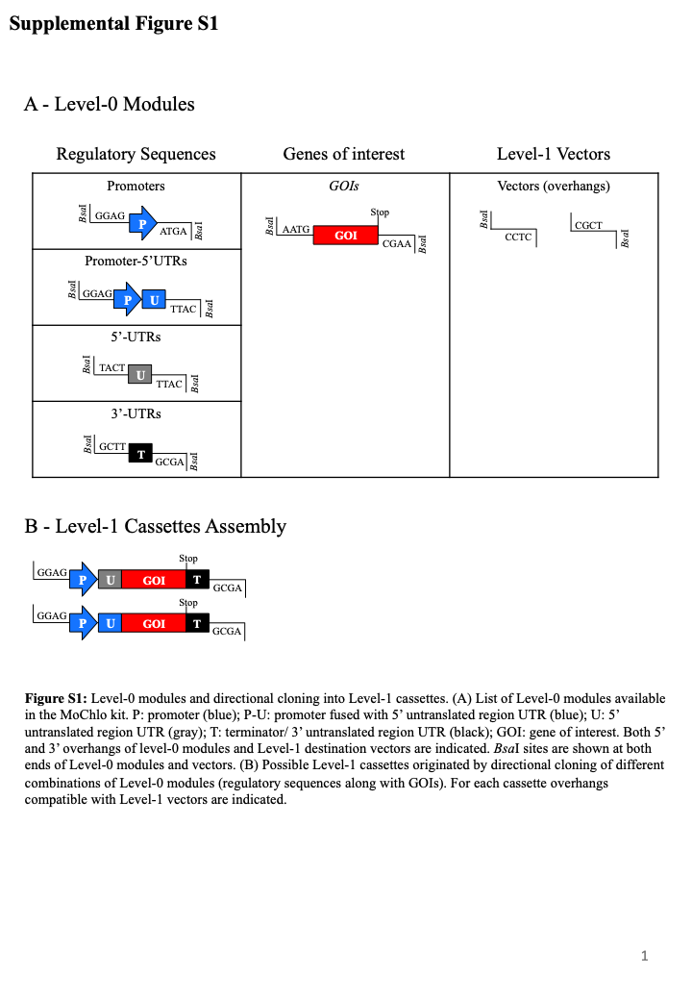 Supplemental Figure S1
A - Level-0 Modules
Regulatory Sequences
Genes of interest
Level-1 Vectors
Promoters
BsaI
GGAG
P
ATGA
BsaI
Promoter-5’UTRs
BsaI
GGAG
P
U
TTAC
BsaI
5’-UTRs
BsaI
TACT
U
TTAC
BsaI
3’-UTRs
BsaI
GCTT
T
GCGA
BsaI
GOIs
Stop
BsaI
AATG
GOI
CGAA
BsaI
Vectors (overhangs)
BsaI
CCTC
CGCT
BsaI
B - Level-1 Cassettes Assembly
Stop
GGAG
P
U
GOI
T
GCGA
Stop
GGAG
P
U
GOI
T
GCGA
Figure S1: Level-0 modules and directional cloning into Level-1 cassettes. (A) List of Level-0 modules available
in the MoChlo kit. P: promoter (blue); P-U: promoter fused with 5’ untranslated region UTR (blue); U: 5’
untranslated region UTR (gray); T: terminator/ 3’ untranslated region UTR (black); GOI: gene of interest. Both 5’
and 3’ overhangs of level-0 modules and Level-1 destination vectors are indicated. BsaI sites are shown at both
ends of Level-0 modules and vectors. (B) Possible Level-1 cassettes originated by directional cloning of different
combinations of Level-0 modules (regulatory sequences along with GOIs). For each cassette overhangs
compatible with Level-1 vectors are indicated.
1